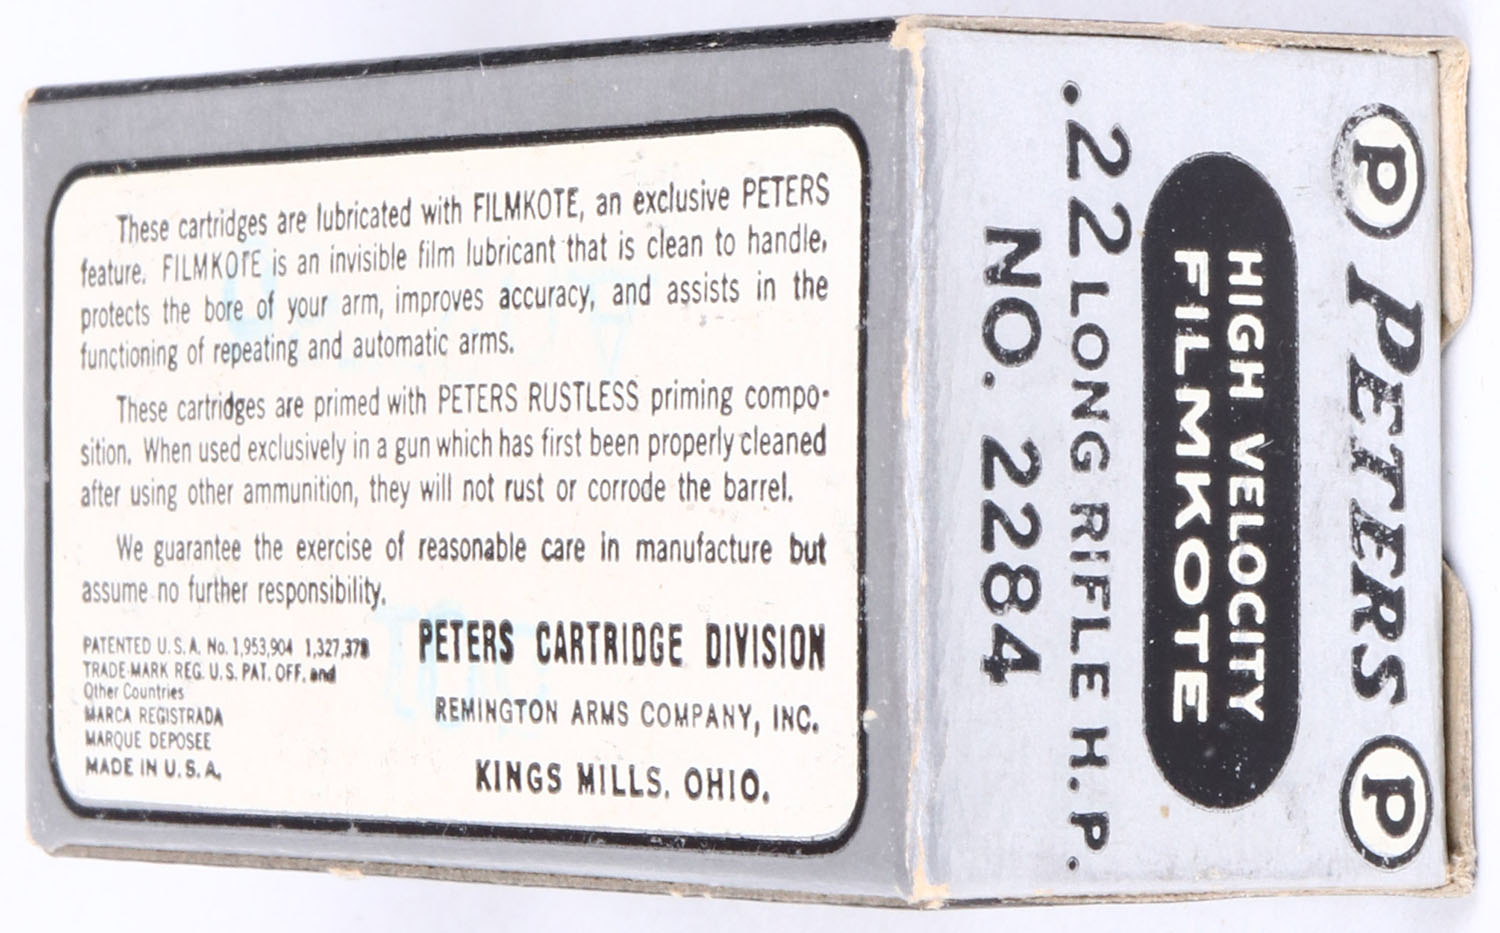 These cartridges are lubricated with FILMKOTE, an exclusive PETERS
feature. FILMKOTE is an invisible film lubricant that is clean to handle,
protects the bore of your arm, improves accuracy, and assists in the
functioning of repeating and automatic arms.
These cartridges are primed with PETERS RUSTLESS priming compo-
sition. When used exclusively in a gun which has first been properly cleaned
after using other ammunition, they will not rust or corrode the barrel.
We guarantee the exercise of reasonable care in manufacture but
assume no further responsibility.
PATENTED U.S.A. No. 1,953,904 1,327,378
TRADE-MARK REG. U.S. PAT. OFF. and
Other Countries
MARCA REGISTRADA
MARQUE DEPOSEE
MADE IN U.S.A.
PETERS CARTRIDGE DIVISION
REMINGTON ARMS COMPANY, INC.
KINGS MILLS, OHIO.
P PETERS P
HIGH VELOCITY
FILMKOTE
.22 LONG RIFLE H.P.
NO. 2284